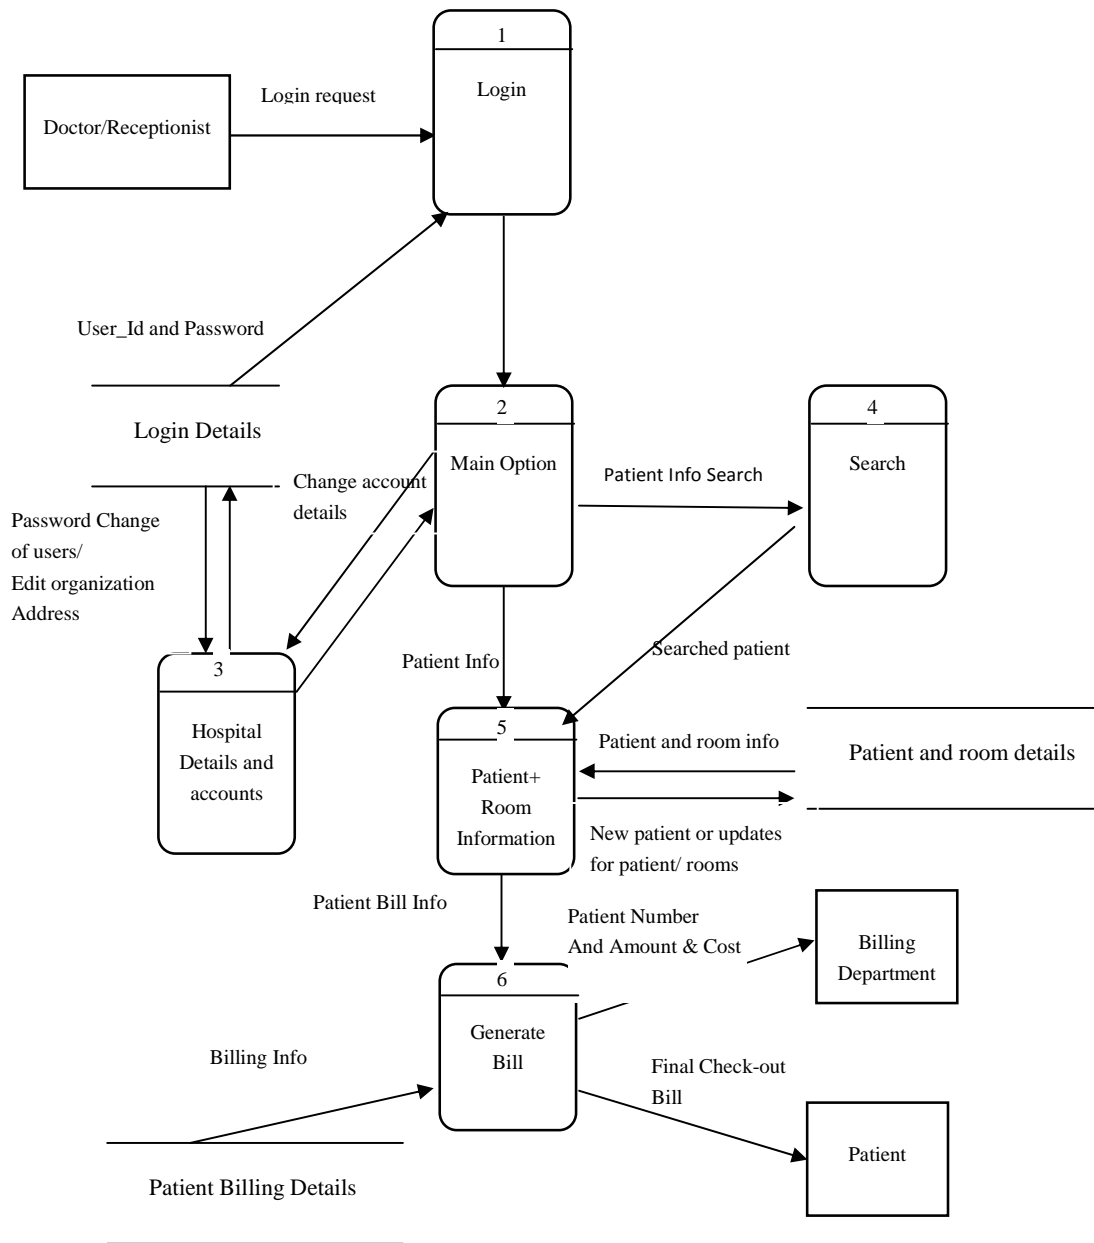 1
Login
Login request
Doctor/Receptionist
User_Id and Password
Login Details
2
Main Option
4
Search
Patient Info Search
Change account
details
Password Change
of users/
Edit organization
Address
3
Hospital
Details and
accounts
Patient Info
Searched patient
5
Patient+
Room
Information
Patient and room info
Patient and room details
New patient or updates
for patient/ rooms
Patient Bill Info
Patient Number
And Amount & Cost
Billing
Department
6
Generate
Bill
Billing Info
Final Check-out
Bill
Patient
Patient Billing Details